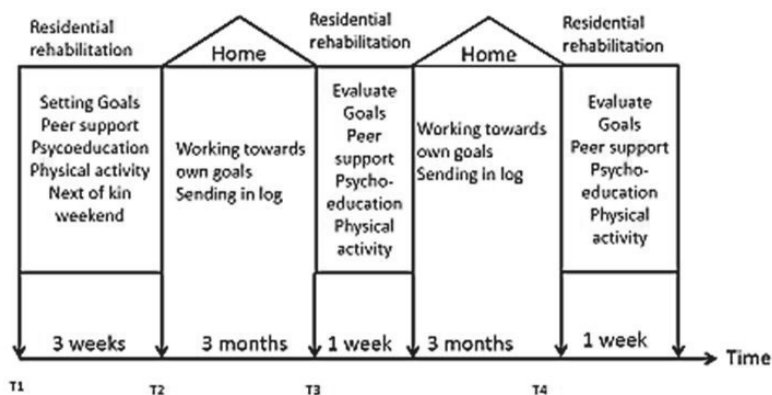 Residential
rehabilitation
Setting Goals
Peer support
Psycoeducation
Physical activity
Next of kin
weekend
3 weeks
Home
Working towards
own goals
Sending in log
3 months
Residential
rehabilitation
Evaluate
Goals
Peer
support
Psycho-
education
Physical
activity
1 week
Home
Working towards
own goals
Sending in log
3 months
Residential
rehabilitation
Evaluate
Goals
Peer support
Psycho-
education
Physical
activity
1 week
Time
T1
T2
T3
T4